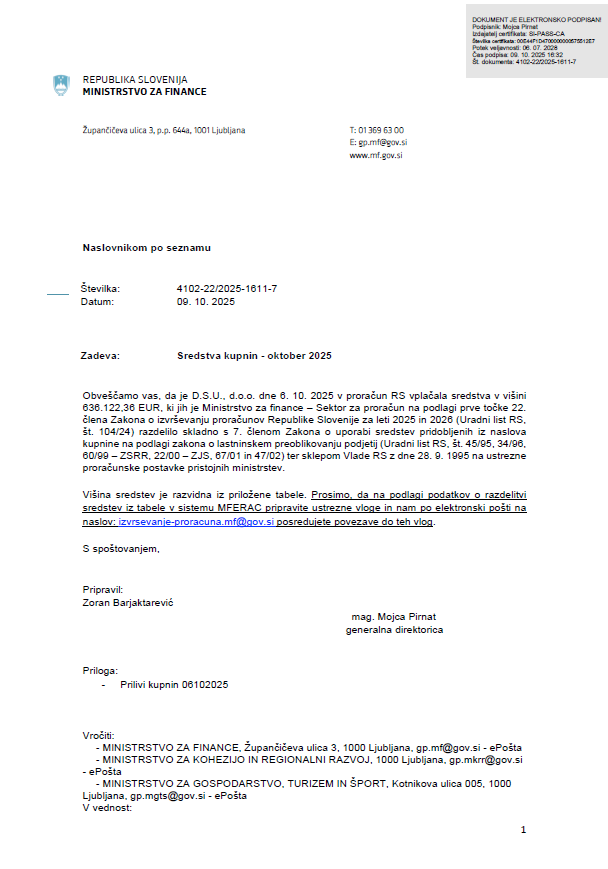 DOKUMENT JE ELEKTRONSKO PODPISAN!
Podpisnik: Mojca Pirnat
Izdajatelj certifikata: SI-PASS-CA
Potek veljavnosti: 06. 07. 2028
Čas podpisa: 09. 10. 2025 16:32
Št. dokumenta: 4102-22/2025-1611-7
REPUBLIKA SLOVENIJA
MINISTRSTVO ZA FINANCE
Župančičeva ulica 3, p.p. 644a, 1001 Ljubljana
T: 01 369 63 00
E: gp.mf@gov.si
www.mf.gov.si
Naslovnikom po seznamu
Številka: 4102-22/2025-1611-7
Datum: 09. 10. 2025
Zadeva: Sredstva kupnin - oktober 2025
Obveščamo vas, da je D.S.U., d.o.o. dne 6. 10. 2025 v proračun RS vplačala sredstva v višini
636.122,36 EUR, ki jih je Ministrstvo za finance – Sektor za proračun na podlagi prve točke 22.
člena Zakona o izvrševanju proračunov Republike Slovenije za leti 2025 in 2026 (Uradni list RS,
št. 104/24) razdelilo skladno s 7. členom Zakona o uporabi sredstev pridobljenih iz naslova
kupnine na podlagi zakona o lastninskem preoblikovanju podjetij (Uradni list RS, št. 45/95, 34/96,
60/99 – ZSRR, 22/00 – ZJS, 67/01 in 47/02) ter sklepom Vlade RS z dne 28. 9. 1995 na ustrezne
proračunske postavke pristojnih ministrstev.
Višina sredstev je razvidna iz priložene tabele. Prosimo, da na podlagi podatkov o razdelitvi
sredstev iz tabele v sistemu MFERAC pripravite ustrezne vloge in nam po elektronski pošti na
naslov: izvrsevanje-proracuna.mf@gov.si posredujete povezave do teh vlog.
S spoštovanjem,
Pripravil:
Zoran Barjaktarević
mag. Mojca Pirnat
generalna direktorica
Priloga:
- Prilivi kupnin 06102025
Vročiti:
- MINISTRSTVO ZA FINANCE, Župančičeva ulica 3, 1000 Ljubljana, gp.mf@gov.si - ePošta
- MINISTRSTVO ZA KOHEZIJO IN REGIONALNI RAZVOJ, 1000 Ljubljana, gp.mkrr@gov.si
- ePošta
- MINISTRSTVO ZA GOSPODARSTVO, TURIZEM IN ŠPORT, Kotnikova ulica 005, 1000
Ljubljana, gp.mgts@gov.si - ePošta
V vednost:
1